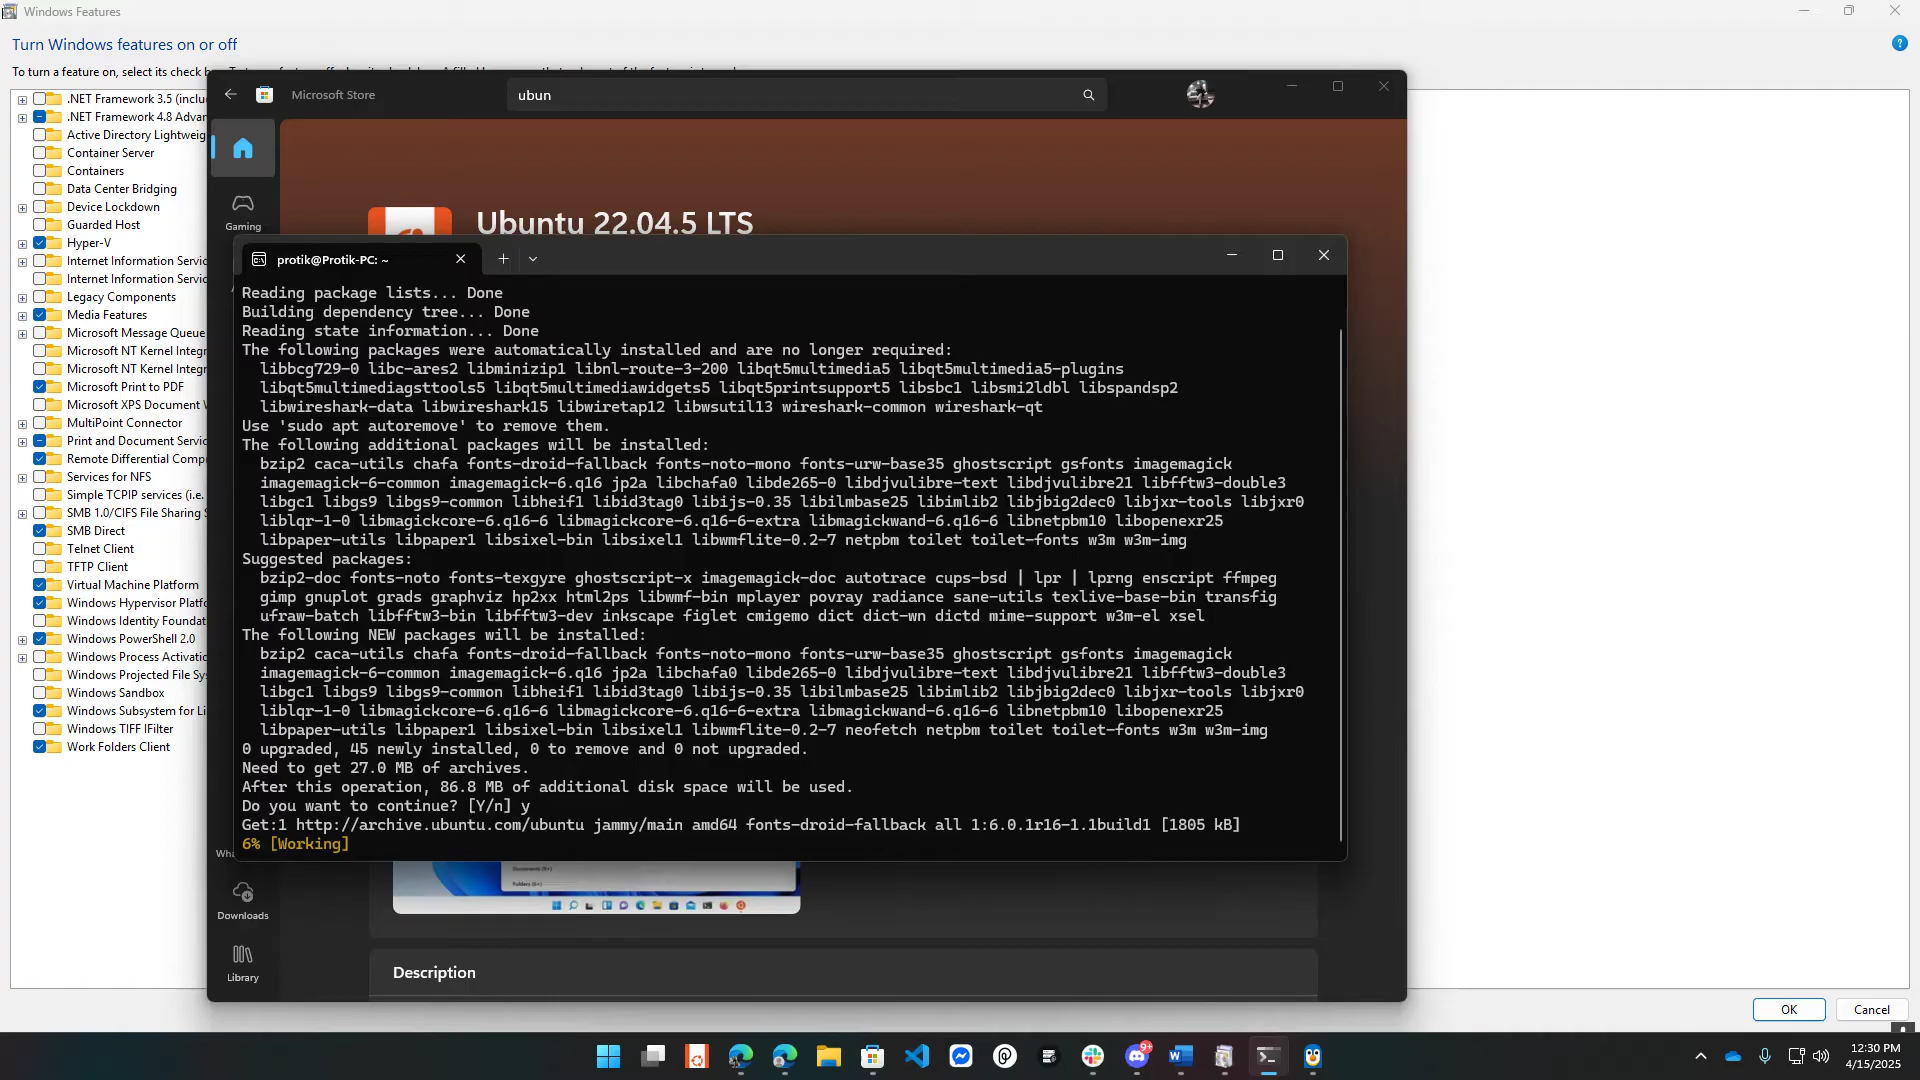 Windows Features
Turn Windows features on or off
.NET Framework 3.5 (inclu
.NET Framework 4.8 Advan
Active Directory Lightweig
Container Server
Containers
Data Center Bridging
Device Lockdown
Guarded Host
Hyper-V
Internet Information Servic
Internet Information Servic
Legacy Components
Media Features
Microsoft Message Queue
Microsoft NT Kernel Integr
Microsoft NT Kernel Integr
Microsoft Print to PDF
Microsoft XPS Document
MultiPoint Connector
Print and Document Servic
Remote Differential Comp
Services for NFS
Simple TCPIP services (i.e.
SMB 1.0/CIFS File Sharing
SMB Direct
Telnet Client
TFTP Client
Virtual Machine Platform
Windows Hypervisor Platfo
Windows Identity Foundat
Windows PowerShell 2.0
Windows Process Activatio
Windows Projected File Sy
Windows Sandbox
Windows Subsystem for Li
Windows TIFF IFilter
Work Folders Client
Microsoft Store
ubun
Gaming
Ubuntu 22.04.5 LTS
protik@Protik-PC: ~
Reading package lists... Done
Building dependency tree... Done
Reading state information... Done
The following packages were automatically installed and are no longer required:
libbcg729-0 libc-ares2 libminizip1 libnl-route-3-200 libqt5multimedia5 libqt5multimedia5-plugins
libqt5multimediagsttools5 libqt5multimediawidgets5 libqt5printsupport5 libsbc1 libsmi2ldbl libspandsp2
libwireshark-data libwireshark15 libwiretap12 libwsutil13 wireshark-common wireshark-qt
Use 'sudo apt autoremove' to remove them.
The following additional packages will be installed:
bzip2 caca-utils chafa fonts-droid-fallback fonts-noto-mono fonts-urw-base35 ghostscript gsfonts imagemagick
imagemagick-6-common imagemagick-6.q16 jp2a libchafa0 libde265-0 libdjvulibre-text libdjvulibre21 libfftw3-double3
libgc1 libgs9 libgs9-common libheif1 libid3tag0 libijs-0.35 libilmbase25 libimlib2 libjbig2dec0 libjxr-tools libjxr0
liblqr-1-0 libmagickcore-6.q16-6 libmagickcore-6.q16-6-extra libmagickwand-6.q16-6 libnetpbm10 libopenexr25
libpaper-utils libpaper1 libsixel-bin libsixel1 libwmflite-0.2-7 netpbm toilet toilet-fonts w3m w3m-img
Suggested packages:
bzip2-doc fonts-noto fonts-texgyre ghostscript-x imagemagick-doc autotrace cups-bsd | lpr | lprng enscript ffmpeg
gimp gnuplot grads graphviz hp2xx html2ps libwmf-bin mplayer povray radiance sane-utils texlive-base-bin transfig
ufraw-batch libfftw3-bin libfftw3-dev inkscape figlet cmigemo dict dict-wn dictd mime-support w3m-el xsel
The following NEW packages will be installed:
bzip2 caca-utils chafa fonts-droid-fallback fonts-noto-mono fonts-urw-base35 ghostscript gsfonts imagemagick
imagemagick-6-common imagemagick-6.q16 jp2a libchafa0 libde265-0 libdjvulibre-text libdjvulibre21 libfftw3-double3
libgc1 libgs9 libgs9-common libheif1 libid3tag0 libijs-0.35 libilmbase25 libimlib2 libjbig2dec0 libjxr-tools libjxr0
liblqr-1-0 libmagickcore-6.q16-6 libmagickcore-6.q16-6-extra libmagickwand-6.q16-6 libnetpbm10 libopenexr25
libpaper-utils libpaper1 libsixel-bin libsixel1 libwmflite-0.2-7 neofetch netpbm toilet toilet-fonts w3m w3m-img
0 upgraded, 45 newly installed, 0 to remove and 0 not upgraded.
Need to get 27.0 MB of archives.
After this operation, 86.8 MB of additional disk space will be used.
Do you want to continue? [Y/n] y
Get:1 http://archive.ubuntu.com/ubuntu jammy/main amd64 fonts-droid-fallback all 1:6.0.1r16-1.1build1 [1805 kB]
6% [Working]
Downloads
Library
Description
OK
Cancel
9+
12:30 PM
4/15/2025